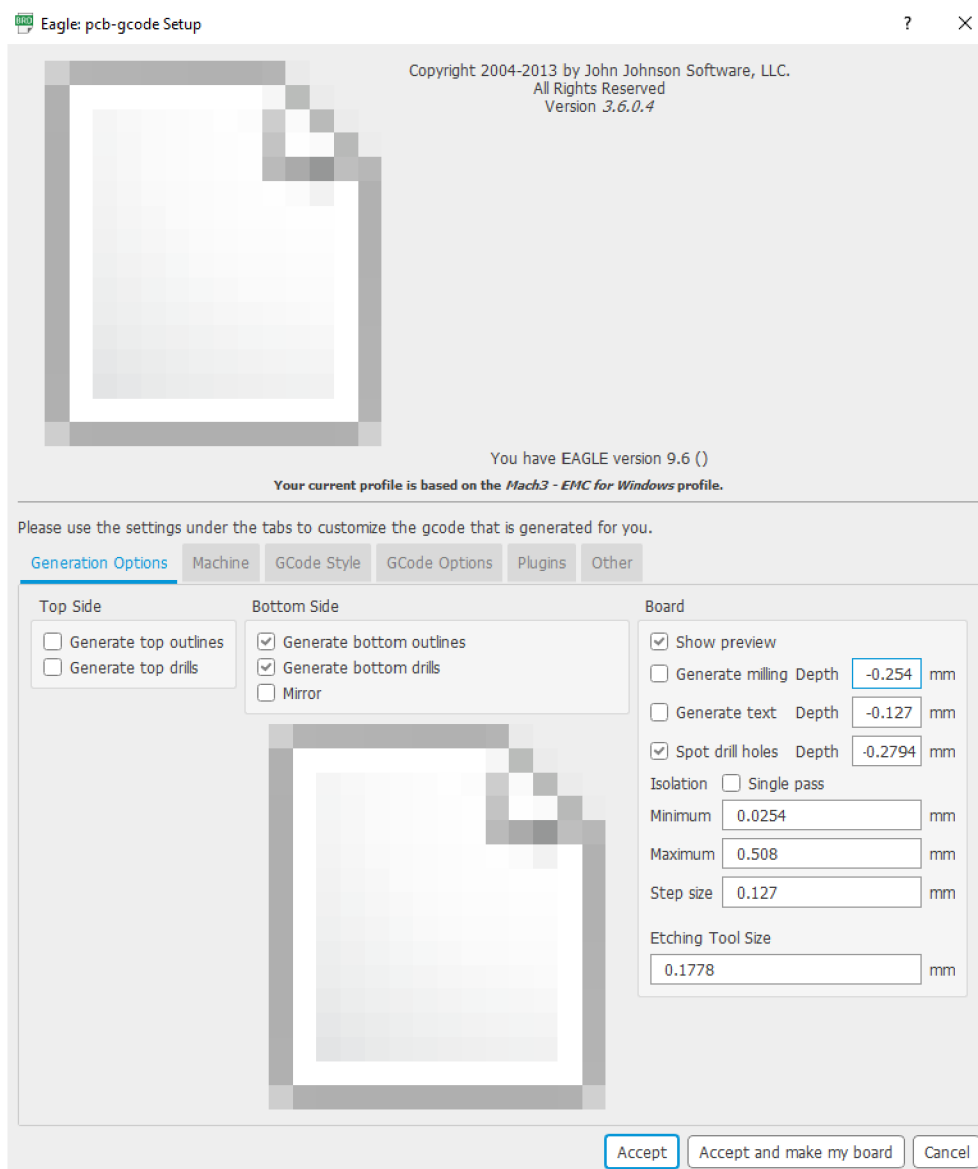 BRD
Eagle: pcb-gcode Setup
?
Copyright 2004-2013 by John Johnson Software, LLC.
All Rights Reserved
Version 3.6.0.4
You have EAGLE version 9.6 ()
Your current profile is based on the Mach3 - EMC for Windows profile.
Please use the settings under the tabs to customize the gcode that is generated for you.
Generation Options Machine GCode Style GCode Options Plugins Other
Top Side
Generate top outlines
Generate top drills
Bottom Side
Generate bottom outlines
Generate bottom drills
Mirror
Board
Show preview
Generate milling Depth -0.254 mm
Generate text Depth -0.127 mm
Spot drill holes Depth -0.2794 mm
Isolation Single pass
Minimum 0.0254 mm
Maximum 0.508 mm
Step size 0.127 mm
Etching Tool Size
0.1778 mm
Accept Accept and make my board Cancel